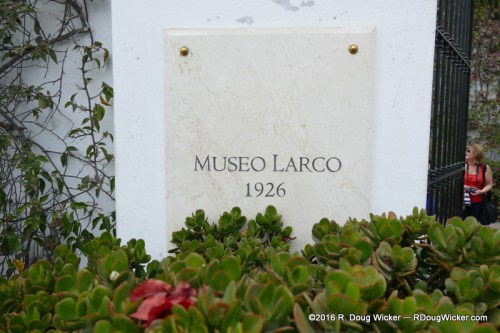 MUSEO LARCO
1926
©2016 R. Doug Wicker — RDougWicker.com